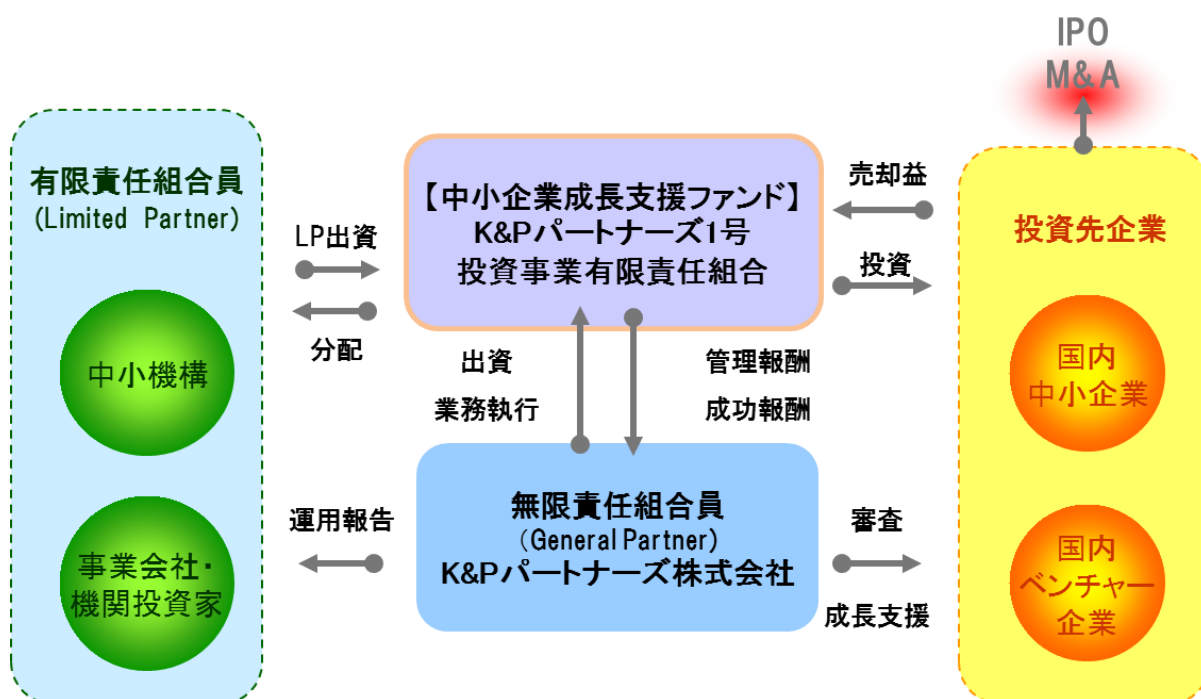 IPO
M&A
有限責任組合員
(Limited Partner)
中小機構
事業会社・
機関投資家
LP出資
分配
運用報告
【中小企業成長支援ファンド】
K&Pパートナーズ1号
投資事業有限責任組合
出資
業務執行
管理報酬
成功報酬
無限責任組合員
（General Partner)
K&Pパートナーズ株式会社
売却益
投資
審査
成長支援
投資先企業
国内
中小企業
国内
ベンチャー
企業